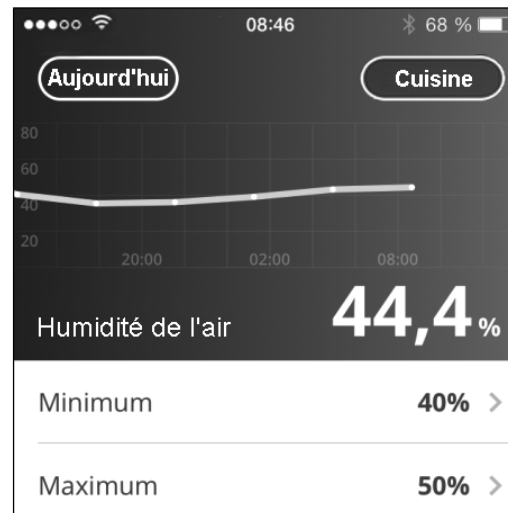 08:46 68 %
Aujourd'hui Cuisine
80
60
40
20
20:00 02:00 08:00
Humidité de l'air 44,4 %
Minimum 40%
Maximum 50%